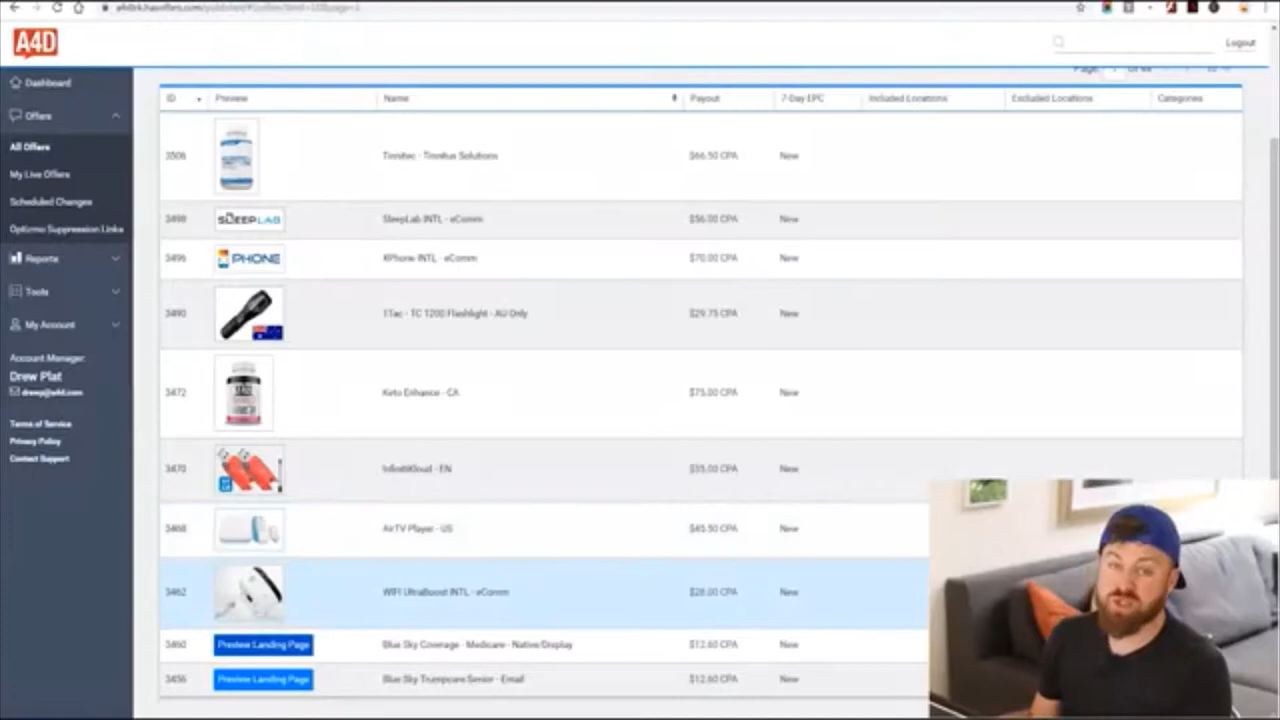 A4D
Logout
Dashboard
Offers
All Offers
My Live Offers
Scheduled Changes
Optizmo Suppression Links
Reports
Tools
My Account
Account Manager:
Drew Plat
drewp@a4d.com
Terms of Service
Privacy Policy
Contact Support
Page
ID Preview Name Payout 7-Day EPC Included Locations Excluded Locations Categories
3506 Tinnitec - Tinnitus Solutions $66.50 CPA New
3498 SLEEPLAB SleepLab INTL - eComm $56.00 CPA New
3496 PHONE XPhone INTL - eComm $70.00 CPA New
3490 1Tac - TC 1200 Flashlight - AU Only $29.75 CPA New
3472 Keto Enhance - CA $75.00 CPA New
3470 InfinitiKloud - EN $35.00 CPA New
3468 AirTV Player - US $45.50 CPA New
3462 WIFI UltraBoost INTL - eComm $28.00 CPA New
3460 Preview Landing Page Blue Sky Coverage - Medicare - Native/Display $12.60 CPA New
3456 Preview Landing Page Blue Sky Trumpcare Senior - Email $12.60 CPA New